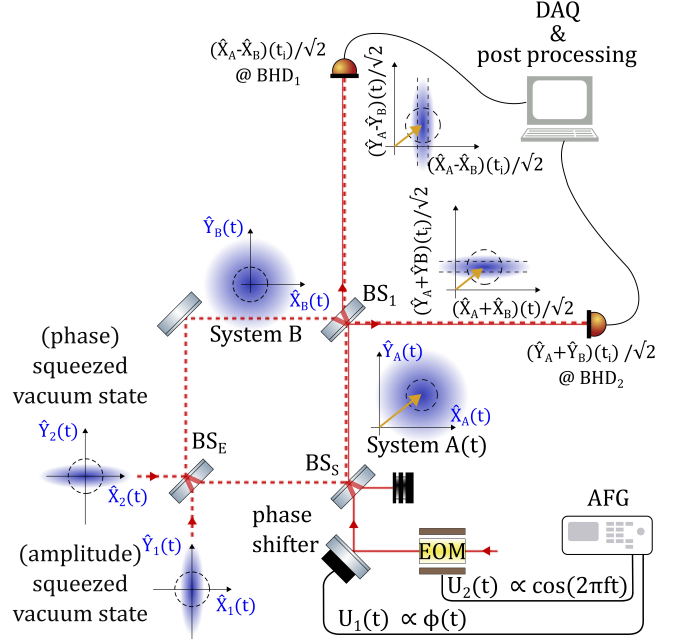 DAQ
&
post processing
(X̂A-X̂B)(ti)/√2
@ BHD1
(ŶA-ŶB)(t)/√2
(X̂A-X̂B)(ti)/√2
ŶB(t)
X̂B(t)
System B
BS1
(ŶA+ŶB)(ti)/√2
(X̂A+X̂B)(t)/√2
(ŶA+ŶB)(ti) /√2
@ BHD2
ŶA(t)
X̂A(t)
System A(t)
(phase)
squeezed
vacuum state
Ŷ2(t)
X̂2(t)
BSE
BSS
(amplitude)
squeezed
vacuum state
Ŷ1(t)
X̂1(t)
phase
shifter
EOM
AFG
U2(t) ∝cos(2πft)
U1(t) ∝ϕ(t)